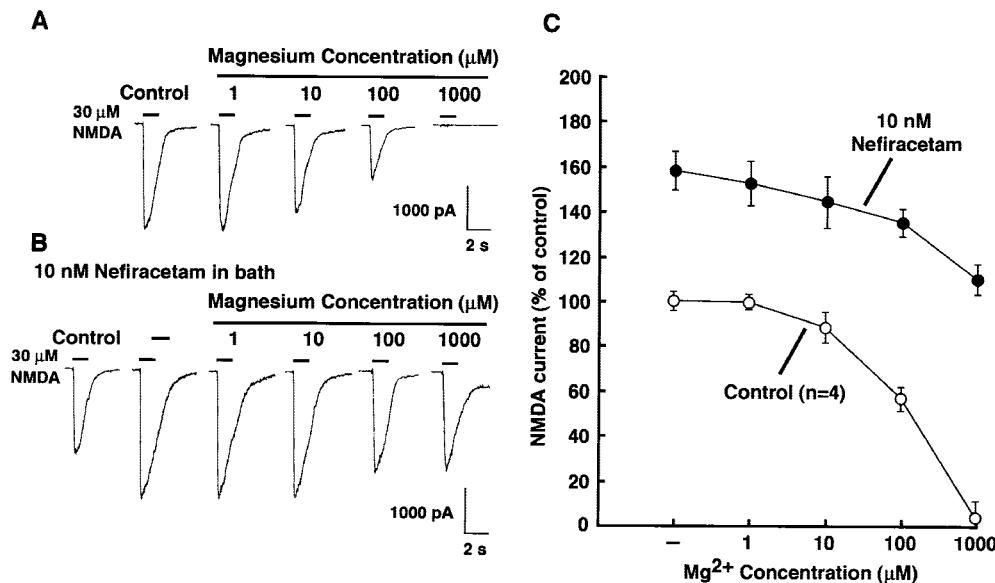 A
Magnesium Concentration (µM)
Control 1 10 100 1000
30 µM
NMDA
1000 pA
2 s
B
10 nM Nefiracetam in bath
Magnesium Concentration (µM)
Control – 1 10 100 1000
30 µM
NMDA
1000 pA
2 s
C
NMDA current (% of control)
200
180
160
140
120
100
80
60
40
20
0
10 nM
Nefiracetam
Control (n=4)
– 1 10 100 1000
Mg2+ Concentration (µM)